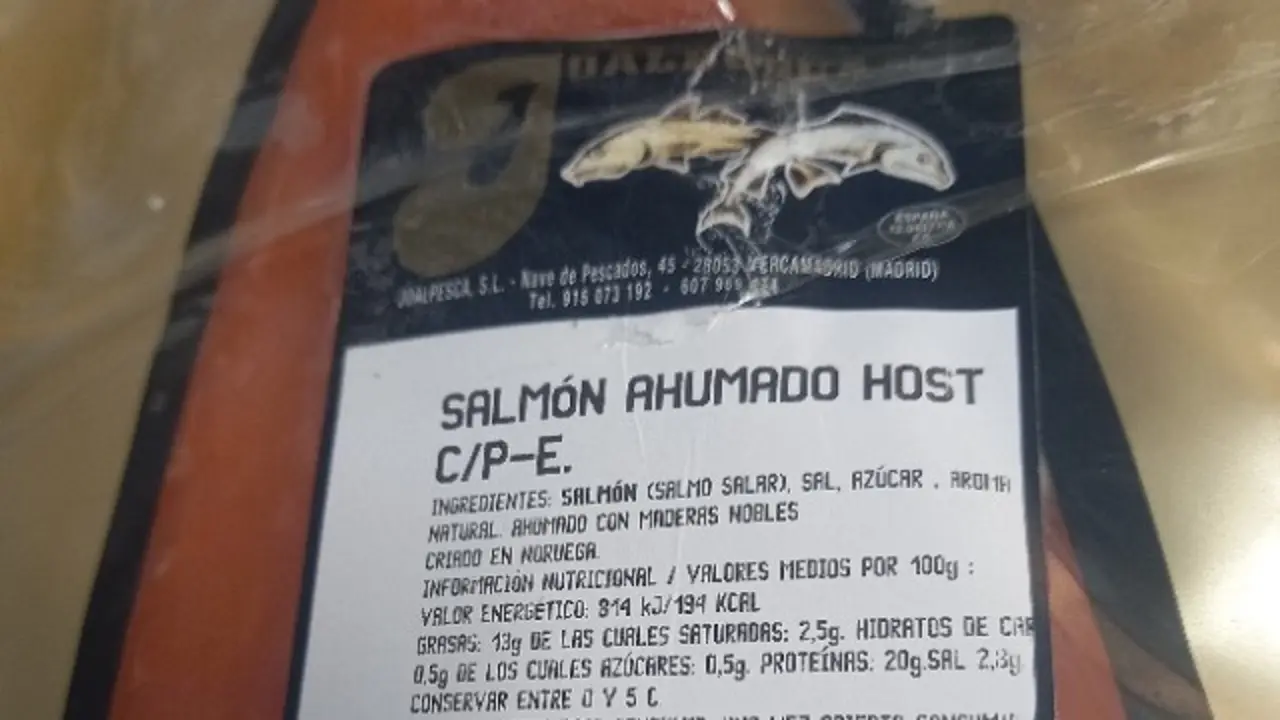 JOALPESCA, S.L. - Nave de Pescados, 45 - 28053 MERCAMADRID (MADRID)
Tel. 916 073 192 - 607 999
SALMÓN AHUMADO HOST
C/P-E.
INGREDIENTES: SALMÓN (SALMO SALAR), SAL, AZÚCAR , AROMA
NATURAL. AHUMADO CON MADERAS NOBLES
CRIADO EN NORUEGA.
INFORMACIÓN NUTRICIONAL / VALORES MEDIOS POR 100g :
VALOR ENERGÉTICO: 814 kJ/194 KCAL
GRASAS: 13g DE LAS CUALES SATURADAS: 2,5g. HIDRATOS DE CAR
0,5g DE LOS CUALES AZÚCARES: 0,5g. PROTEÍNAS: 20g.SAL 2,8g
CONSERVAR ENTRE 0 Y 5 C